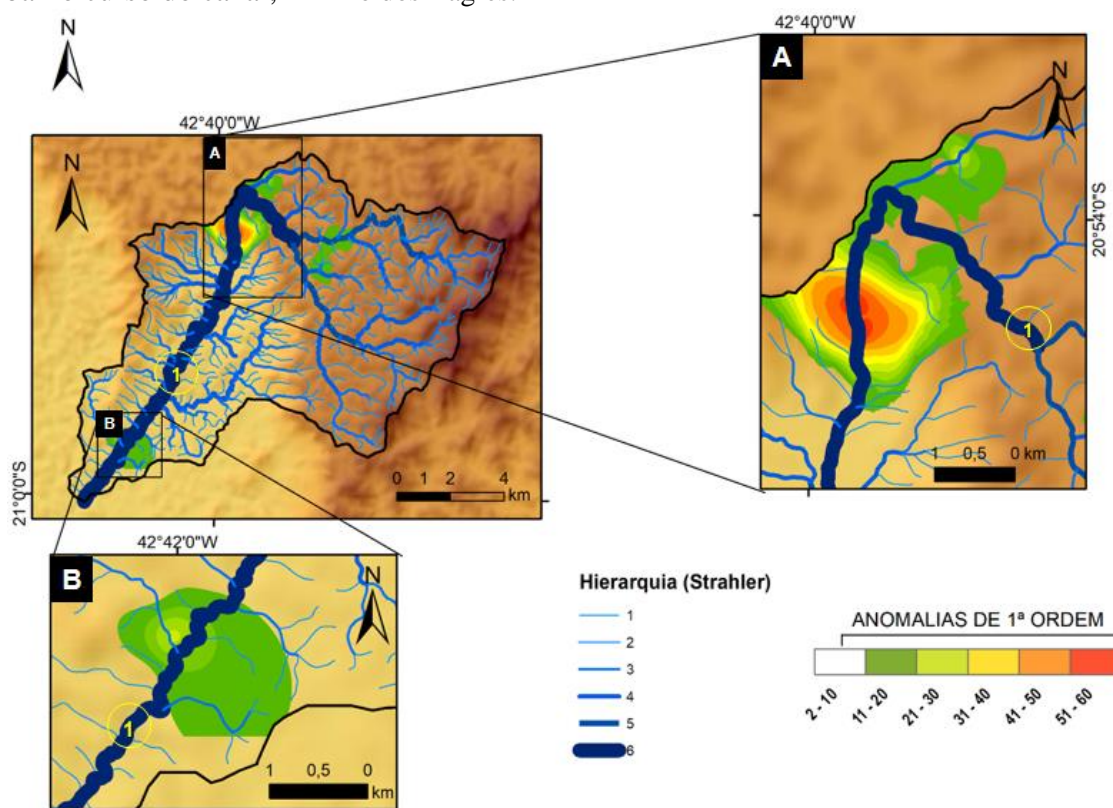 N
42°40'0"W
A
N
42°40'0"W
A
N
20°54'0"S
1
1
B
21°0'0"S
0 1 2 4
km
1 0,5 0 km
42°42'0"W
B
N
1
1 0,5 0
km
Hierarquia (Strahler)
1
2
3
4
5
6
ANOMALIAS DE 1ª ORDEM
2 - 10
11 - 20
21 - 30
31 - 40
41 - 50
51 - 60